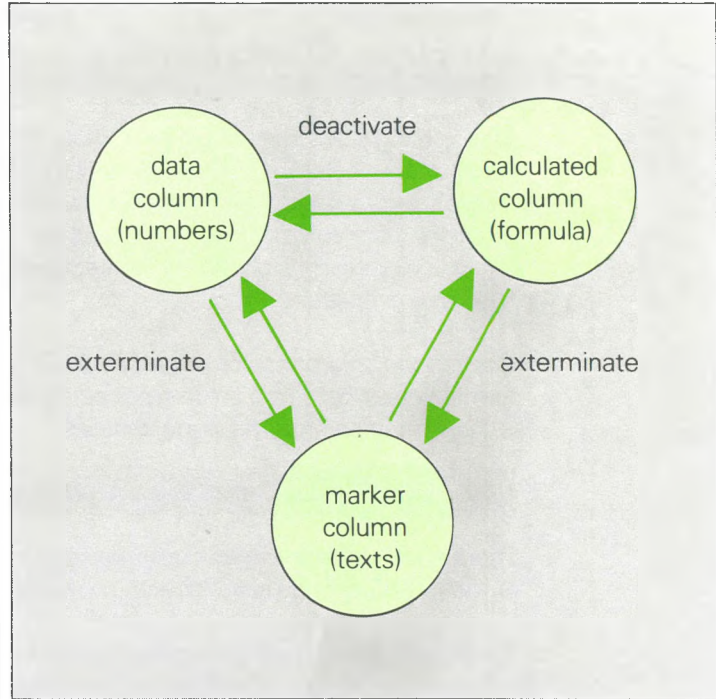 deactivate
data
column
(numbers)
calculated
column
(formula)
exterminate
exterminate
marker
column
(texts)